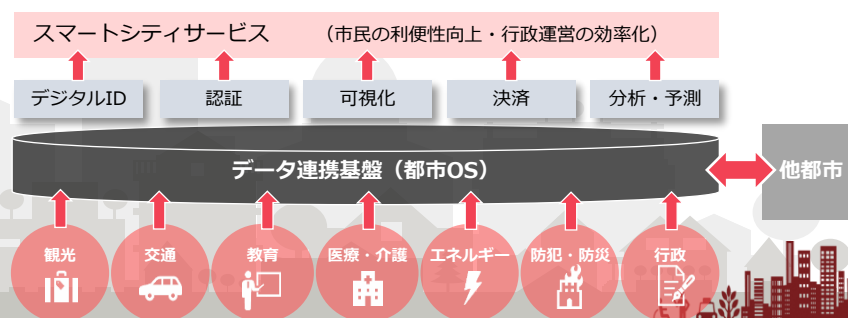 スマートシティサービス （市民の利便性向上・行政運営の効率化）
デジタルID 認証 可視化 決済 分析・予測
データ連携基盤（都市OS） 他都市
観光 交通 教育 医療・介護 エネルギー 防犯・防災 行政